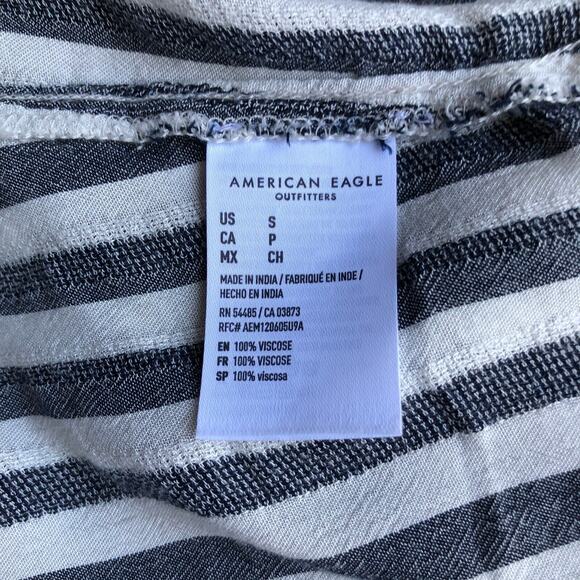 AMERICAN EAGLE
OUTFITTERS
US S
CA P
MX CH
MADE IN INDIA / FABRIQUÉ EN INDE /
HECHO EN INDIA
RN 54485 / CA 03873
RFC# AEM120605U9A
EN 100% VISCOSE
FR 100% VISCOSE
SP 100% viscosa